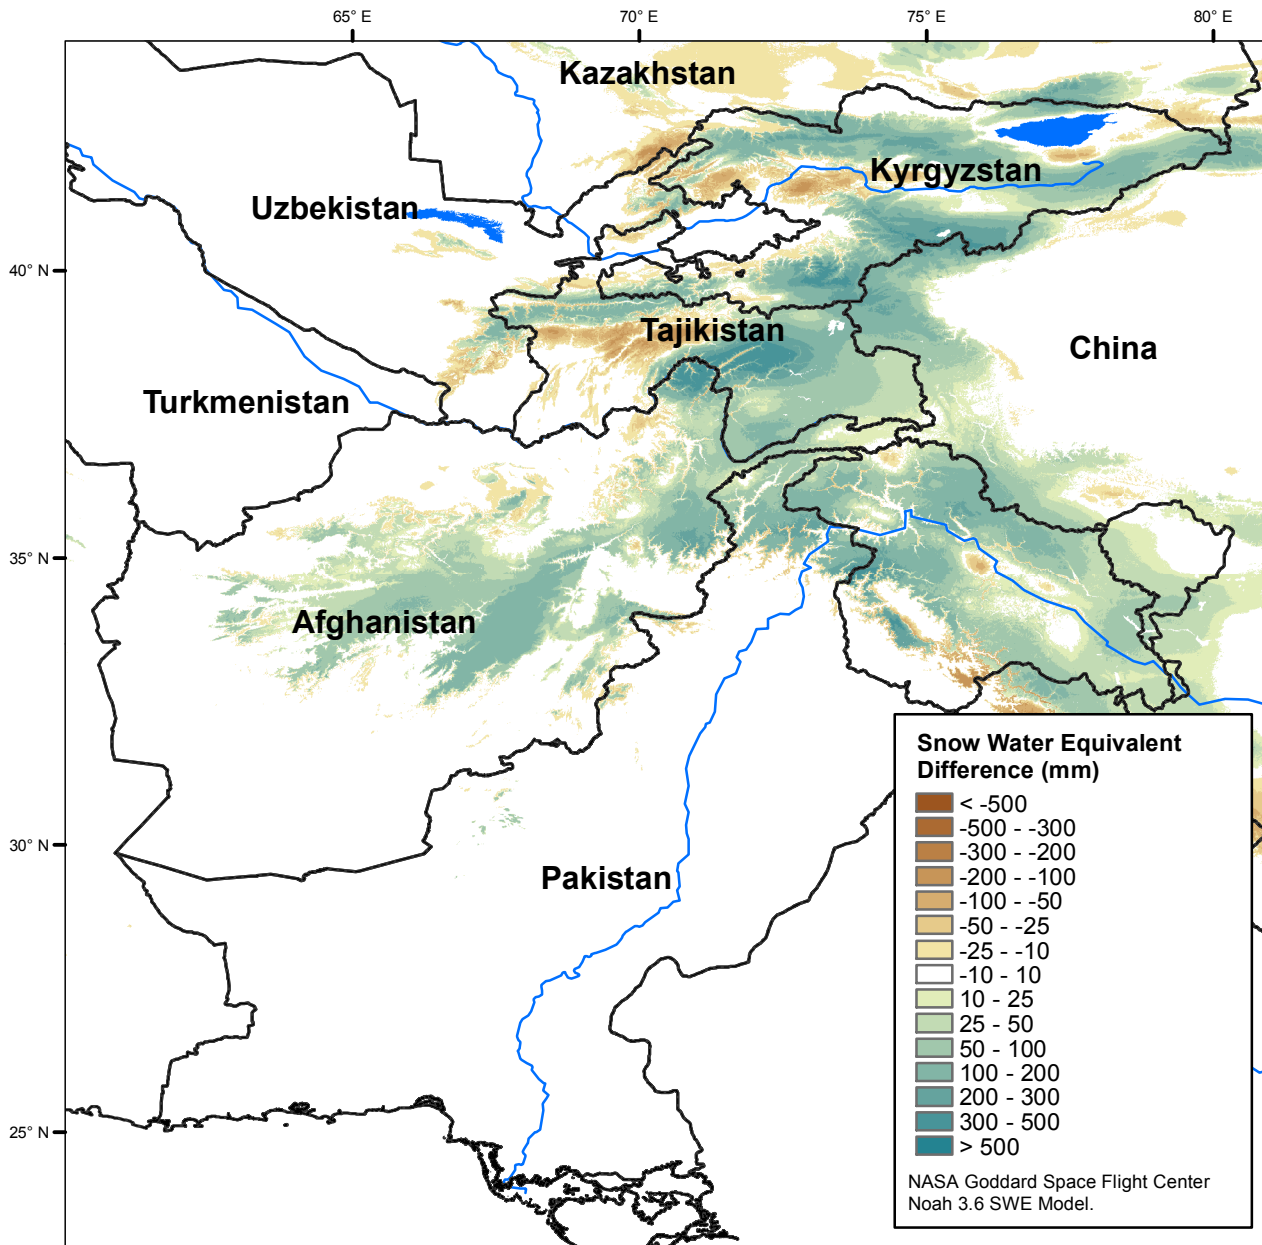 65° E
70° E
75° E
80° E
Kazakhstan
Kyrgyzstan
Uzbekistan
40° N
Tajikistan
China
Turkmenistan
35° N
Afghanistan
30° N
Pakistan
25° N
Snow Water Equivalent
Difference (mm)
< -500
-500 - -300
-300 - -200
-200 - -100
-100 - -50
-50 - -25
-25 - -10
-10 - 10
10 - 25
25 - 50
50 - 100
100 - 200
200 - 300
300 - 500
> 500
NASA Goddard Space Flight Center
Noah 3.6 SWE Model.